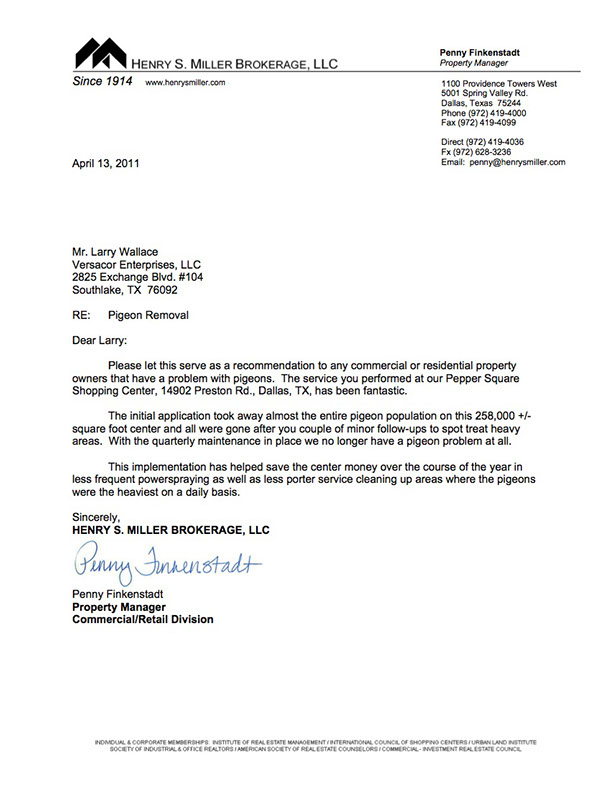 HENRY S. MILLER BROKERAGE, LLC
Since 1914 www.henrysmiller.com
Penny Finkenstadt
Property Manager
1100 Providence Towers West
5001 Spring Valley Rd.
Dallas, Texas 75244
Phone (972) 419-4000
Fax (972) 419-4099
Direct (972) 419-4036
Fx (972) 628-3236
Email: penny@henrysmiller.com
April 13, 2011
Mr. Larry Wallace
Versacor Enterprises, LLC
2825 Exchange Blvd. #104
Southlake, TX 76092
RE: Pigeon Removal
Dear Larry:
Please let this serve as a recommendation to any commercial or residential property
owners that have a problem with pigeons. The service you performed at our Pepper Square
Shopping Center, 14902 Preston Rd., Dallas, TX, has been fantastic.
The initial application took away almost the entire pigeon population on this 258,000 +/-
square foot center and all were gone after you couple of minor follow-ups to spot treat heavy
areas. With the quarterly maintenance in place we no longer have a pigeon problem at all.
This implementation has helped save the center money over the course of the year in
less frequent powerspraying as well as less porter service cleaning up areas where the pigeons
were the heaviest on a daily basis.
Sincerely,
HENRY S. MILLER BROKERAGE, LLC
Penny Finkenstadt
Penny Finkenstadt
Property Manager
Commercial/Retail Division
INDIVIDUAL & CORPORATE MEMBERSHIPS: INSTITUTE OF REAL ESTATE MANAGEMENT / INTERNATIONAL COUNCIL OF SHOPPING CENTERS / URBAN LAND INSTITUTE
SOCIETY OF INDUSTRIAL & OFFICE REALTORS / AMERICAN SOCIETY OF REAL ESTATE COUNSELORS / COMMERCIAL - INVESTMENT REAL ESTATE COUNCIL